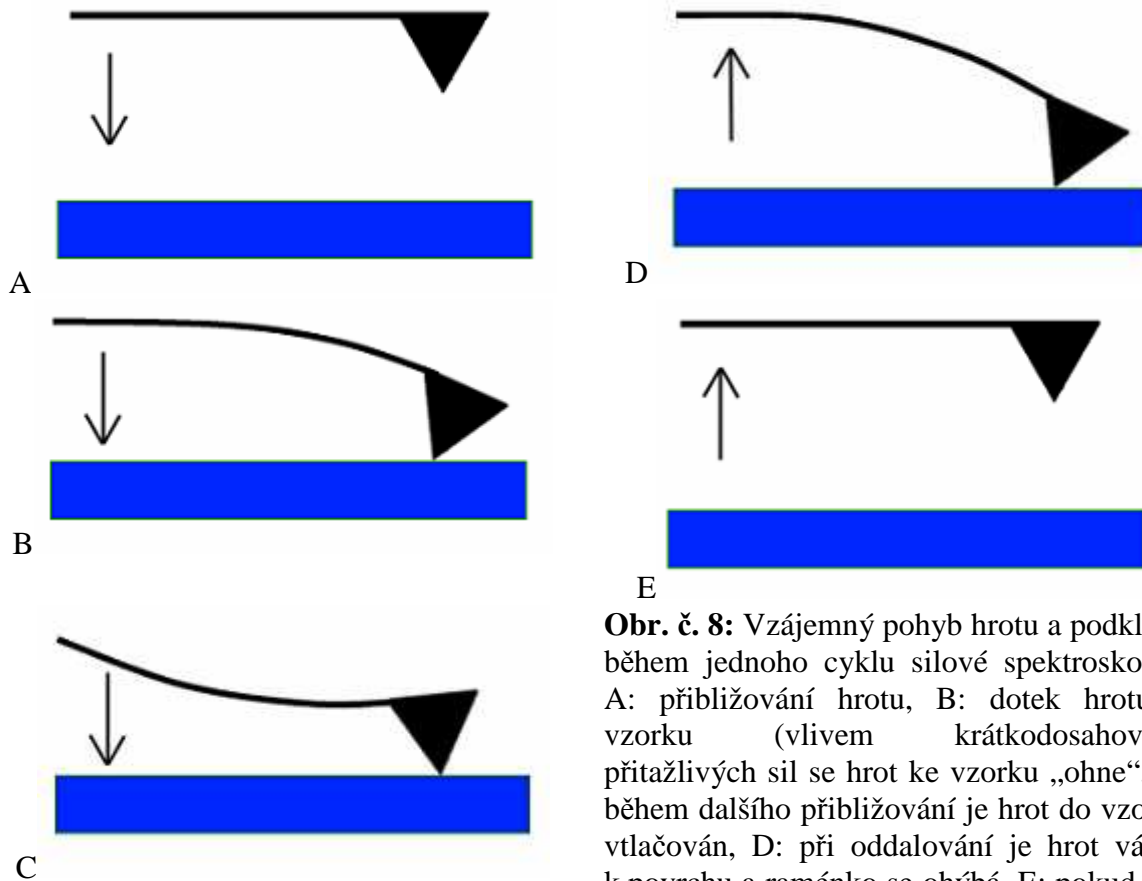 A
B
C
D
E
Obr. č. 8: Vzájemný pohyb hrotu a podkl
během jednoho cyklu silové spektrosko
A: přibližování hrotu, B: dotek hrotu
vzorku (vlivem krátkodosahov
přitažlivých sil se hrot ke vzorku „ohne“
během dalšího přibližování je hrot do vzo
vtlačován, D: při oddalování je hrot vá
k povrchu a raménko se ohýbá, E: pokud